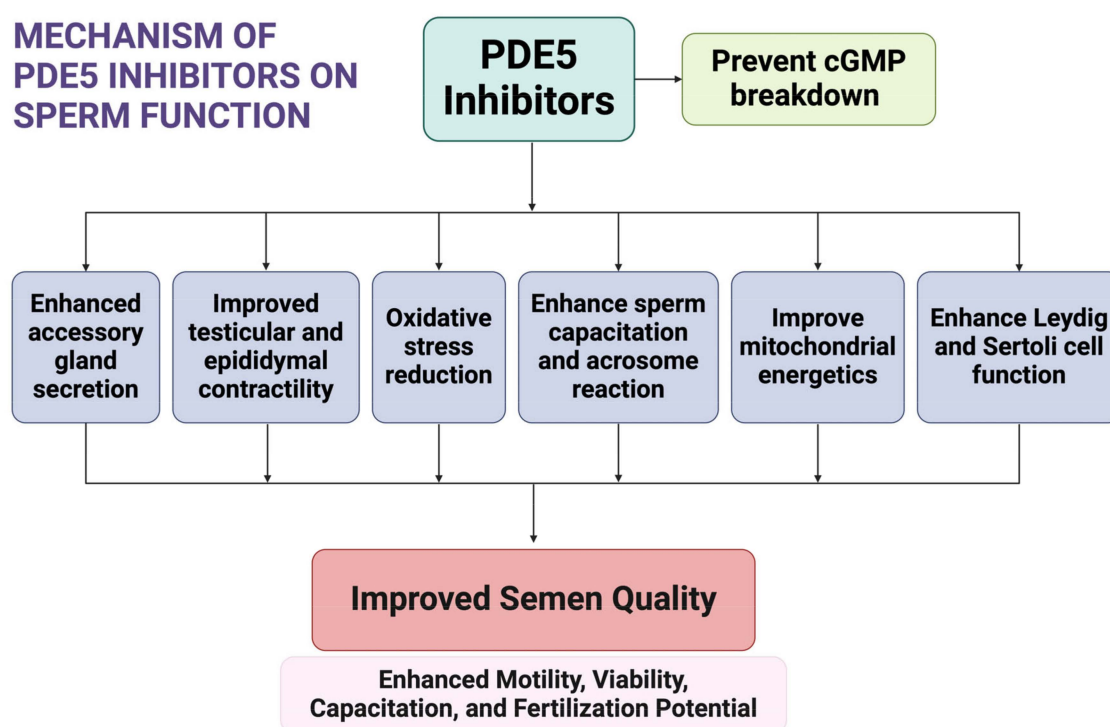 MECHANISM OF
PDE5 INHIBITORS ON
SPERM FUNCTION
PDE5
Inhibitors
Prevent cGMP
breakdown
Enhanced
accessory
gland
secretion
Improved
testicular and
epididymal
contractility
Oxidative
stress
reduction
Enhance sperm
capacitation
and acrosome
reaction
Improve
mitochondrial
energetics
Enhance Leydig
and Sertoli cell
function
Improved Semen Quality
Enhanced Motility, Viability,
Capacitation, and Fertilization Potential